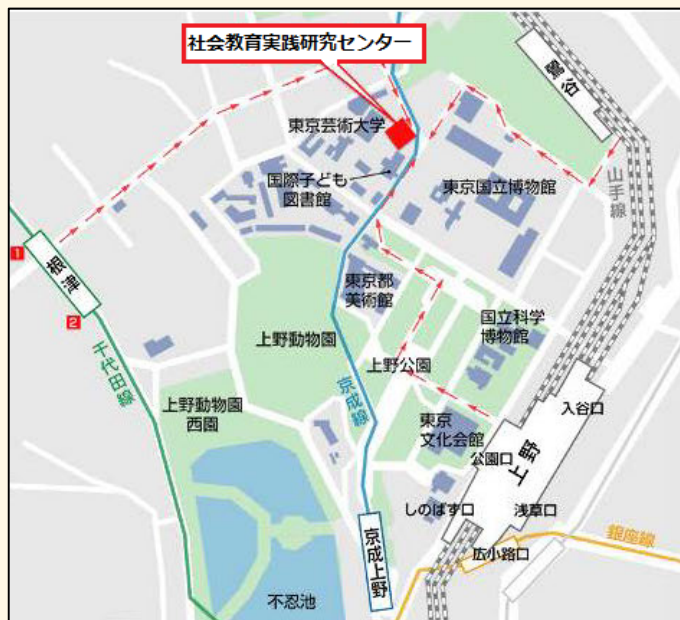 社会教育実践研究センター
鶯谷
東京芸術大学
国際子ども
図書館
東京国立博物館
山手線
1
根津
2
東京都
美術館
国立科学
博物館
上野動物園
上野公園
千代田線
上野動物園
西園
京成線
東京
文化会館
入谷口
公園口
上野
しのばず口
浅草口
京成上野
銀座線
広小路口
不忍池